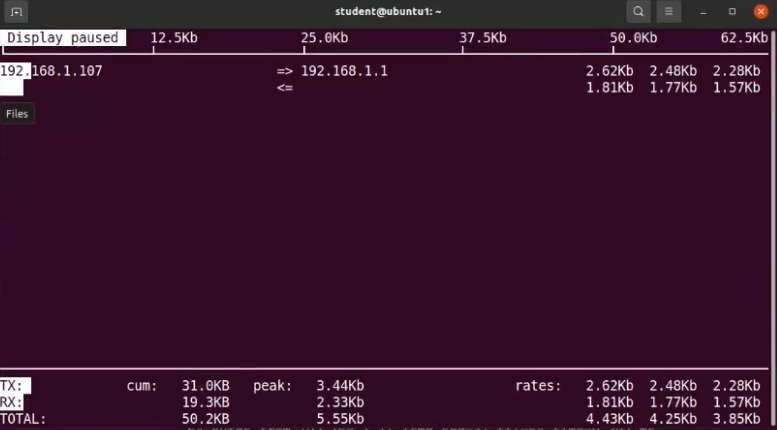 student@ubuntu1: ~
Display paused 12.5Kb 25.0Kb 37.5Kb 50.0Kb 62.5Kb
192.168.1.107 => 192.168.1.1 2.62Kb 2.48Kb 2.28Kb
<= 1.81Kb 1.77Kb 1.57Kb
Files
TX: cum: 31.0KB peak: 3.44Kb rates: 2.62Kb 2.48Kb 2.28Kb
RX: 19.3KB 2.33Kb 1.81Kb 1.77Kb 1.57Kb
TOTAL: 50.2KB 5.55Kb 4.43Kb 4.25Kb 3.85Kb